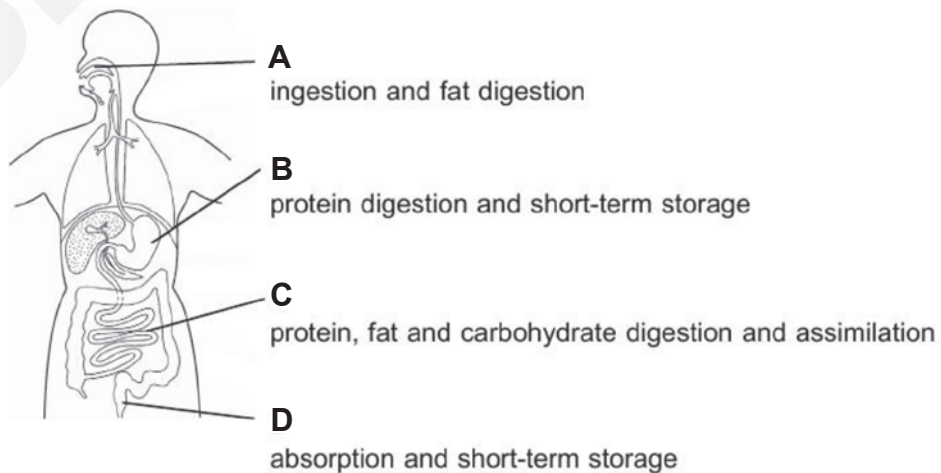 A
ingestion and fat digestion
B
protein digestion and short-term storage
C
protein, fat and carbohydrate digestion and assimilation
D
absorption and short-term storage